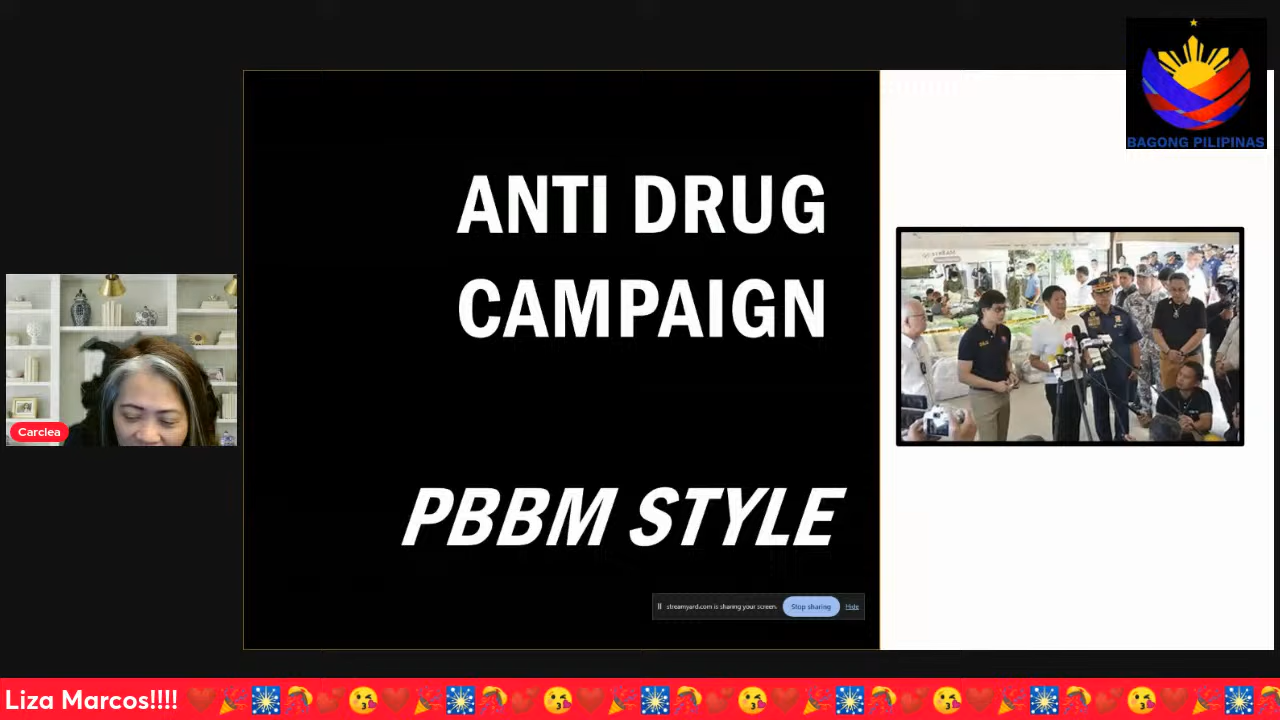 BAGONG PILIPINAS
ANTI DRUG
CAMPAIGN
PBBM STYLE
Carclea
streamyard.com is sharing your screen.
Stop sharing
Hide
Liza Marcos!!!! ❤️🎉🎆🪅💕😘❤️🎉🎆🪅💕😘❤️🎉🎆🪅💕😘❤️🎉🎆🪅💕😘❤️🎉🎆🪅💕😘❤️🎉🎆🪅